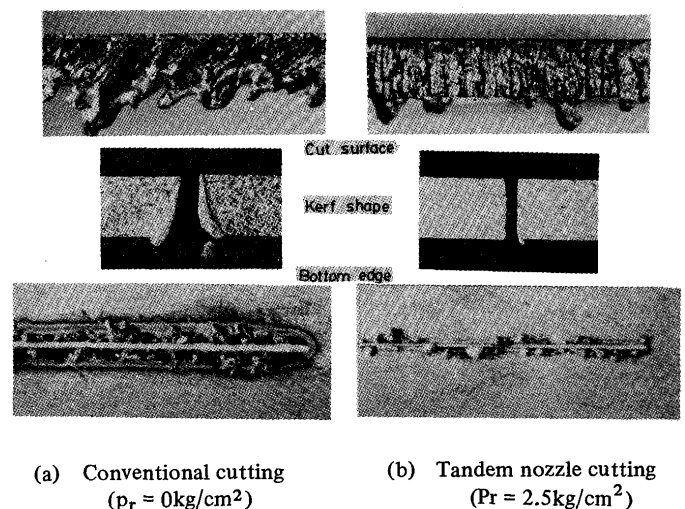 Cut surface
Kerf shape
Bottom edge
(a) Conventional cutting
(pᵣ = 0kg/cm²)
(b) Tandem nozzle cutting
(Pr = 2.5kg/cm²)